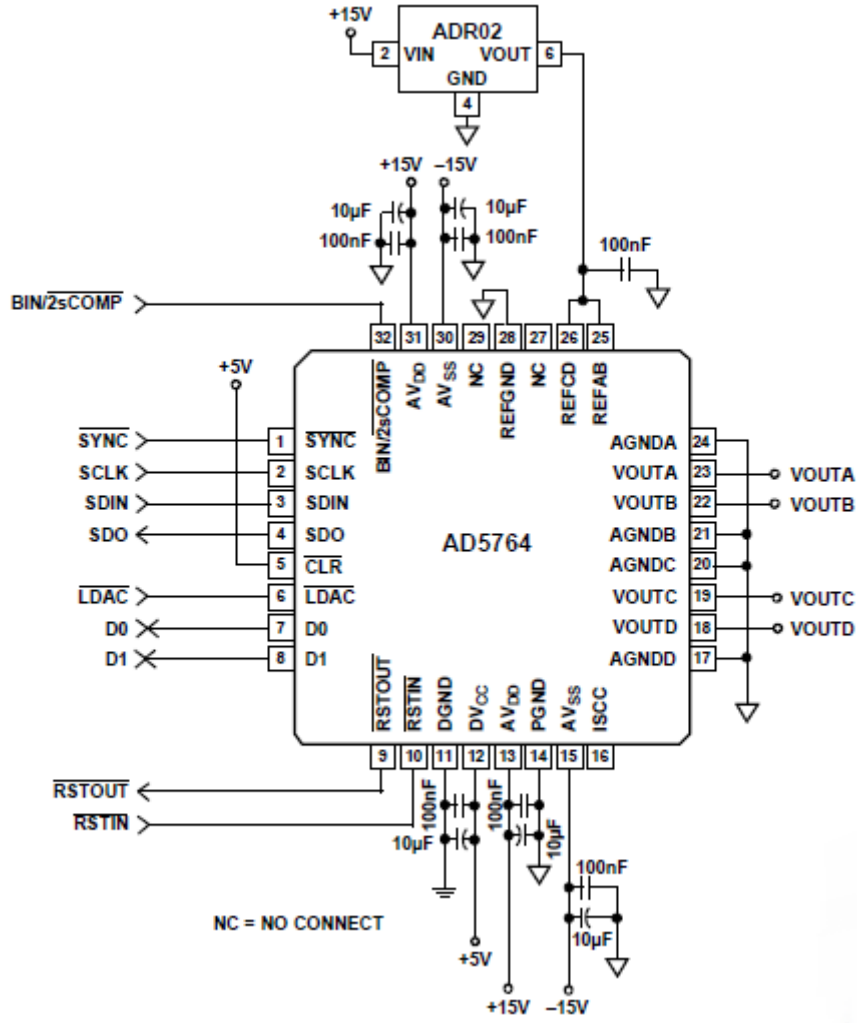 +15V
ADR02
2 VIN VOUT 6
GND
4
+15V –15V
10µF 10µF
100nF 100nF
100nF
BIN/2sCOMP
32 31 30 29 28 27 26 25
+5V
BIN/2sCOMP AVDD AVSS NC REFGND NC REFCD REFAB
SYNC 1 SYNC
SCLK 2 SCLK
SDIN 3 SDIN
SDO 4 SDO
5 CLR
LDAC 6 LDAC
D0 7 D0
D1 8 D1
AD5764
AGNDA 24
VOUTA 23 VOUTA
VOUTB 22 VOUTB
AGNDB 21
AGNDC 20
VOUTC 19 VOUTC
VOUTD 18 VOUTD
AGNDD 17
RSTOUT RSTIN DGND DVCC AVDD PGND AVSS ISCC
9 10 11 12 13 14 15 16
RSTOUT
RSTIN
100nF 100nF
10µF 10µF
100nF
10µF
NC = NO CONNECT
+5V
+15V –15V